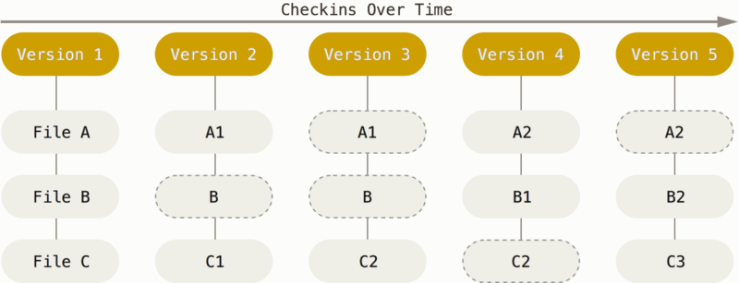 Checkins Over Time
Version 1 Version 2 Version 3 Version 4 Version 5
File A A1 A1 A2 A2
File B B B B1 B2
File C C1 C2 C2 C3